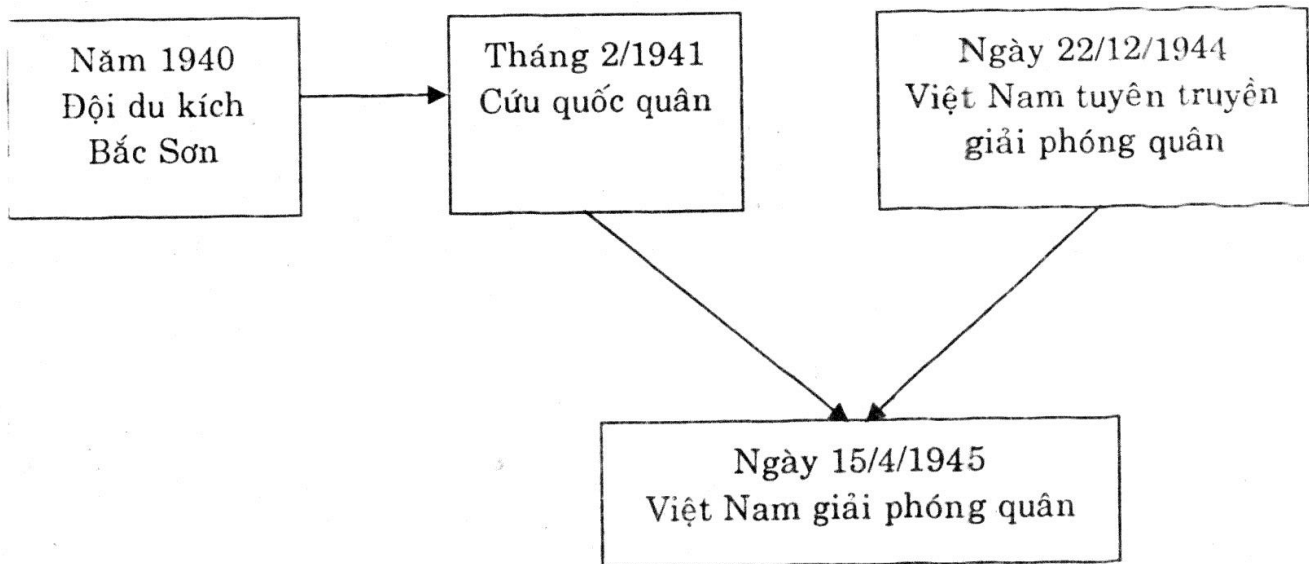 Năm 1940
Đội du kích
Bắc Sơn
Tháng 2/1941
Cứu quốc quân
Ngày 22/12/1944
Việt Nam tuyên truyền
giải phóng quân
Ngày 15/4/1945
Việt Nam giải phóng quân